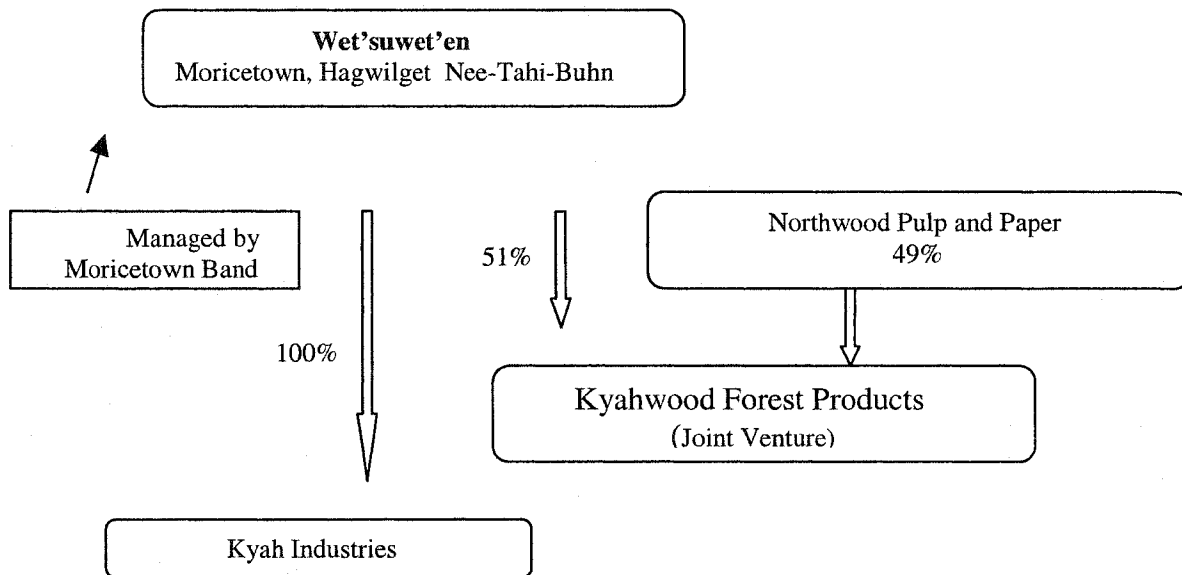 Wet'suwet'en
Moricetown, Hagwilget Nee-Tahi-Buhn
Managed by
Moricetown Band
100%
51%
Northwood Pulp and Paper
49%
Kyahwood Forest Products
(Joint Venture)
Kyah Industries